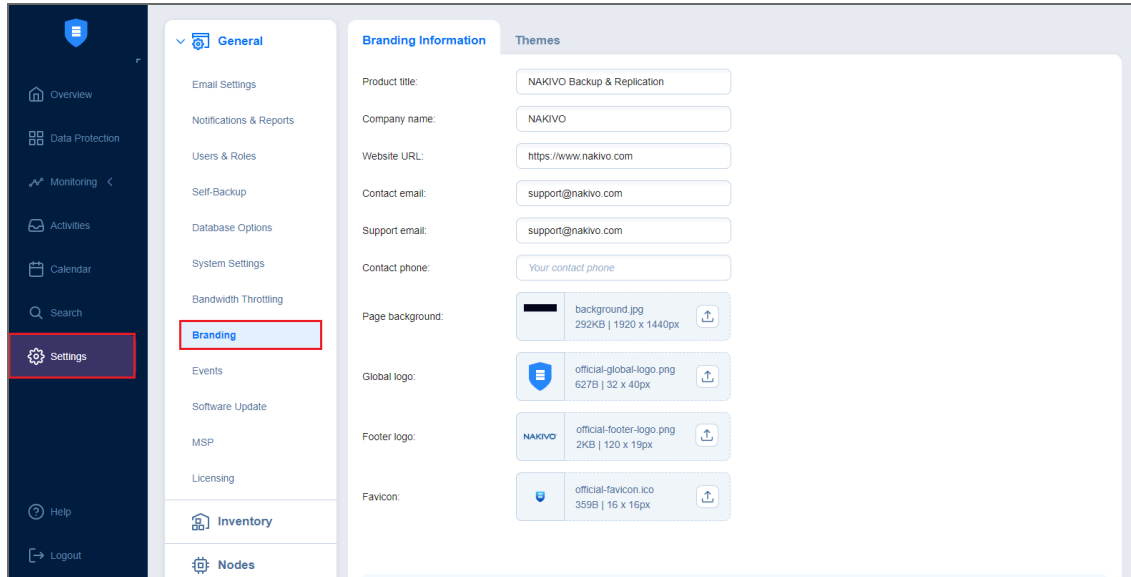 Overview
Data Protection
Monitoring
Activities
Calendar
Search
Settings
Help
Logout
General
Email Settings
Notifications & Reports
Users & Roles
Self-Backup
Database Options
System Settings
Bandwidth Throttling
Branding
Events
Software Update
MSP
Licensing
Inventory
Nodes
Branding Information
Themes
Product title:
NAKIVO Backup & Replication
Company name:
NAKIVO
Website URL:
https://www.nakivo.com
Contact email:
support@nakivo.com
Support email:
support@nakivo.com
Contact phone:
Your contact phone
Page background:
background.jpg
292KB | 1920 x 1440px
Global logo:
official-global-logo.png
627B | 32 x 40px
Footer logo:
NAKIVO
official-footer-logo.png
2KB | 120 x 19px
Favicon:
official-favicon.ico
359B | 16 x 16px